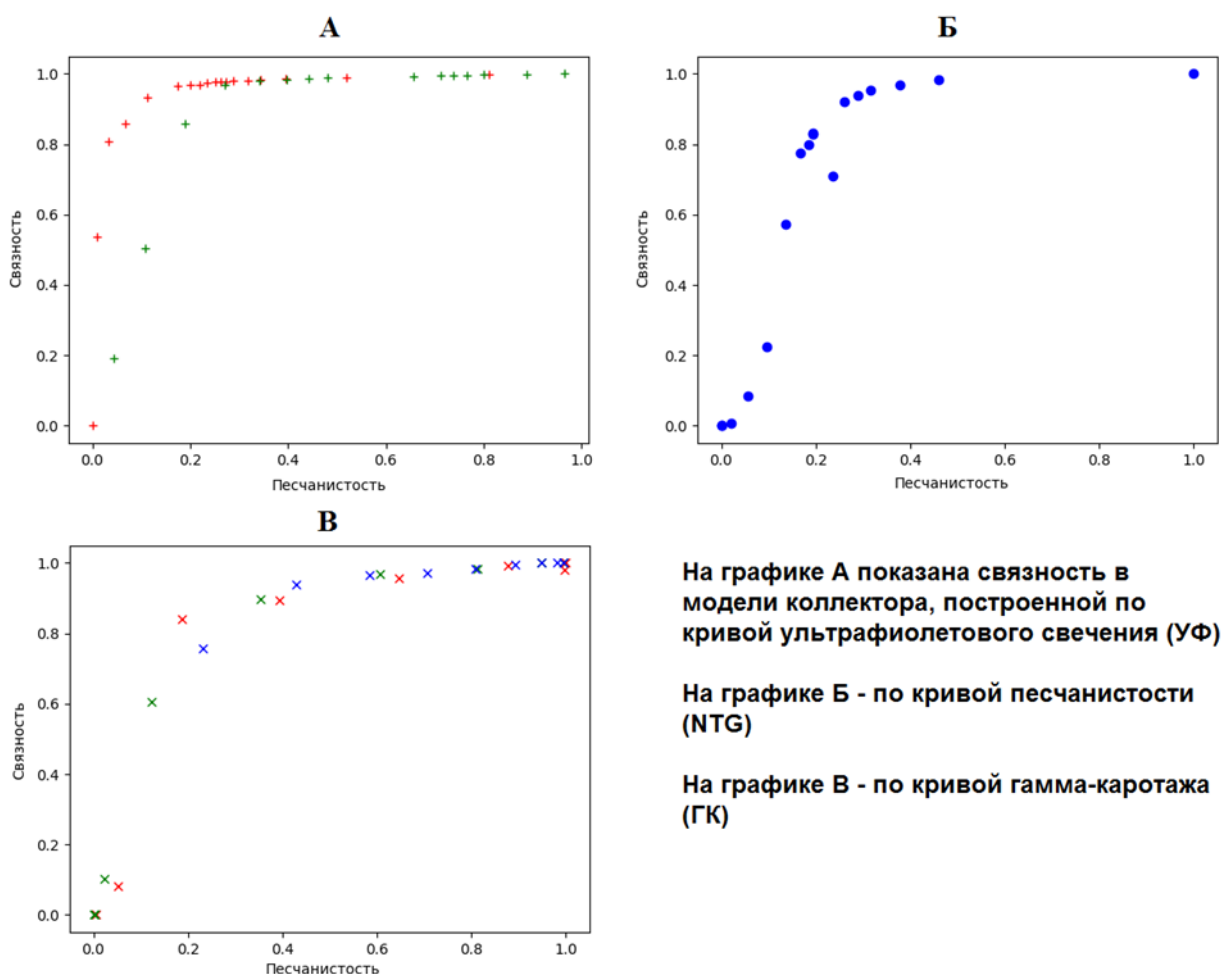 А
1.0
0.8
0.6
0.4
0.2
0.0
Связность
0.0 0.2 0.4 0.6 0.8 1.0
Песчанистость
Б
1.0
0.8
0.6
0.4
0.2
0.0
Связность
0.0 0.2 0.4 0.6 0.8 1.0
Песчанистость
В
1.0
0.8
0.6
0.4
0.2
0.0
Связность
0.0 0.2 0.4 0.6 0.8 1.0
Песчанистость
На графике А показана связность в
модели коллектора, построенной по
кривой ультрафиолетового свечения (УФ)
На графике Б - по кривой песчанистости
(NTG)
На графике В - по кривой гамма-каротажа
(ГК)